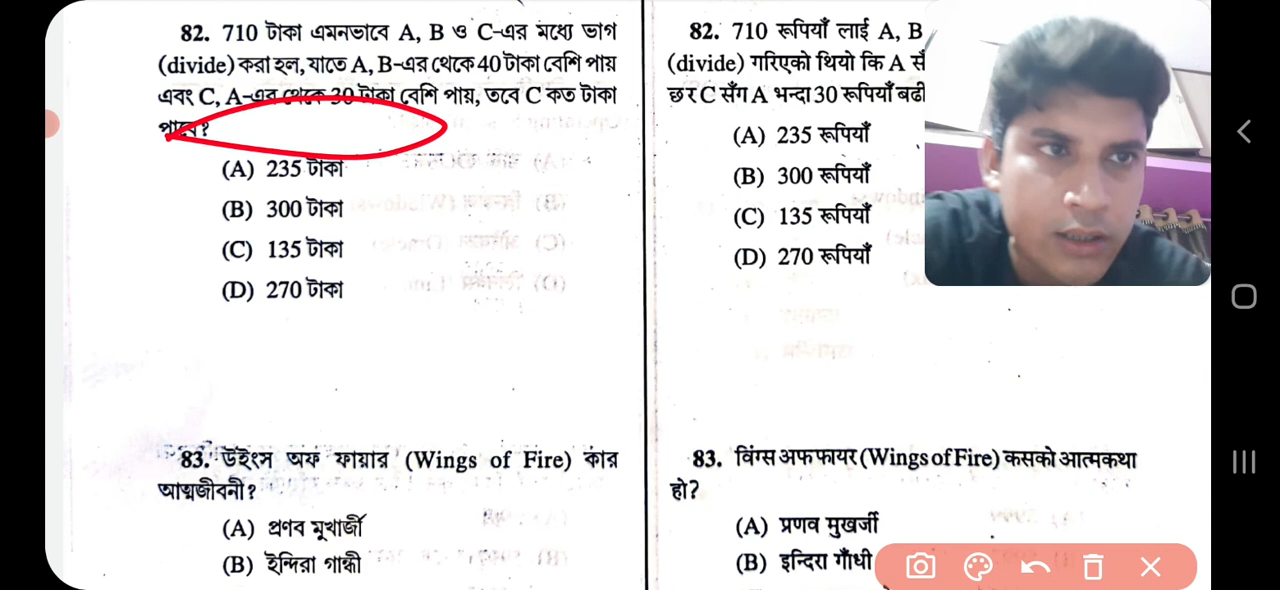 82. 710 টাকা এমনভাবে A, B ও C-এর মধ্যে ভাগ
(divide) করা হল, যাতে A, B-এর থেকে 40 টাকা বেশি পায়
এবং C, A-এর থেকে 30 টাকা বেশি পায়, তবে C কত টাকা
পাবে?
(A) 235 টাকা
(B) 300 টাকা
(C) 135 টাকা
(D) 270 টাকা
83. উইংস অফ ফায়ার (Wings of Fire) কার
আত্মজীবনী?
(A) প্রণব মুখার্জী
(B) ইন্দিরা গান্ধী
82. 710 रूपियाँ लाई A, B
(divide) गरिएको थियो कि A सँ
छ र C सँग A भन्दा 30 रूपियाँ बढी
(A) 235 रूपियाँ
(B) 300 रूपियाँ
(C) 135 रूपियाँ
(D) 270 रूपियाँ
83. विंग्स अफ फायर (Wings of Fire) कसको आत्मकथा
हो?
(A) प्रणव मुखर्जी
(B) इन्दिरा गाँधी